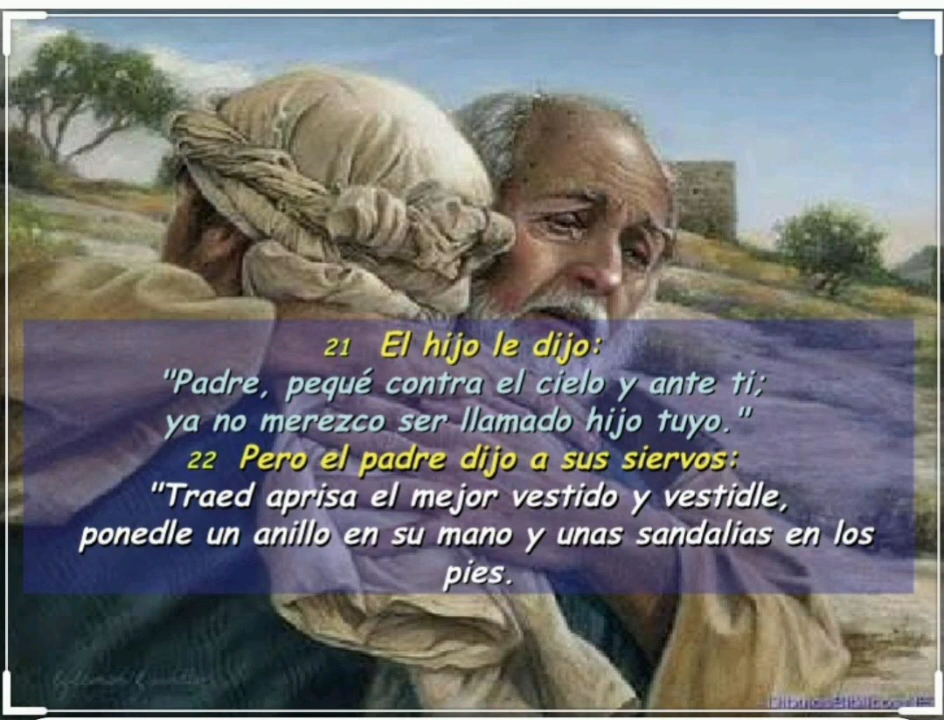 21 El hijo le dijo:
"Padre, pequé contra el cielo y ante ti;
ya no merezco ser llamado hijo tuyo."
22 Pero el padre dijo a sus siervos:
"Traed aprisa el mejor vestido y vestidle,
ponedle un anillo en su mano y unas sandalias en los
pies.